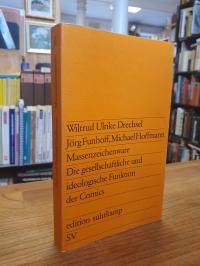 Wiltrud Ulrike Drechsel
Jörg Funhoff, Michael Hoffmann
Massenzeichenware
Die gesellschaftliche und
ideologische Funktion
der Comics
edition suhrkamp
SV